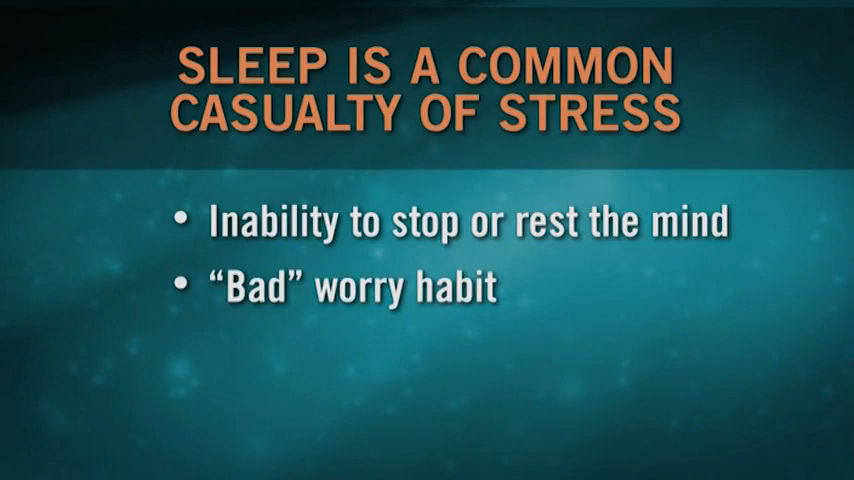 SLEEP IS A COMMON
CASUALTY OF STRESS
• Inability to stop or rest the mind
• “Bad” worry habit